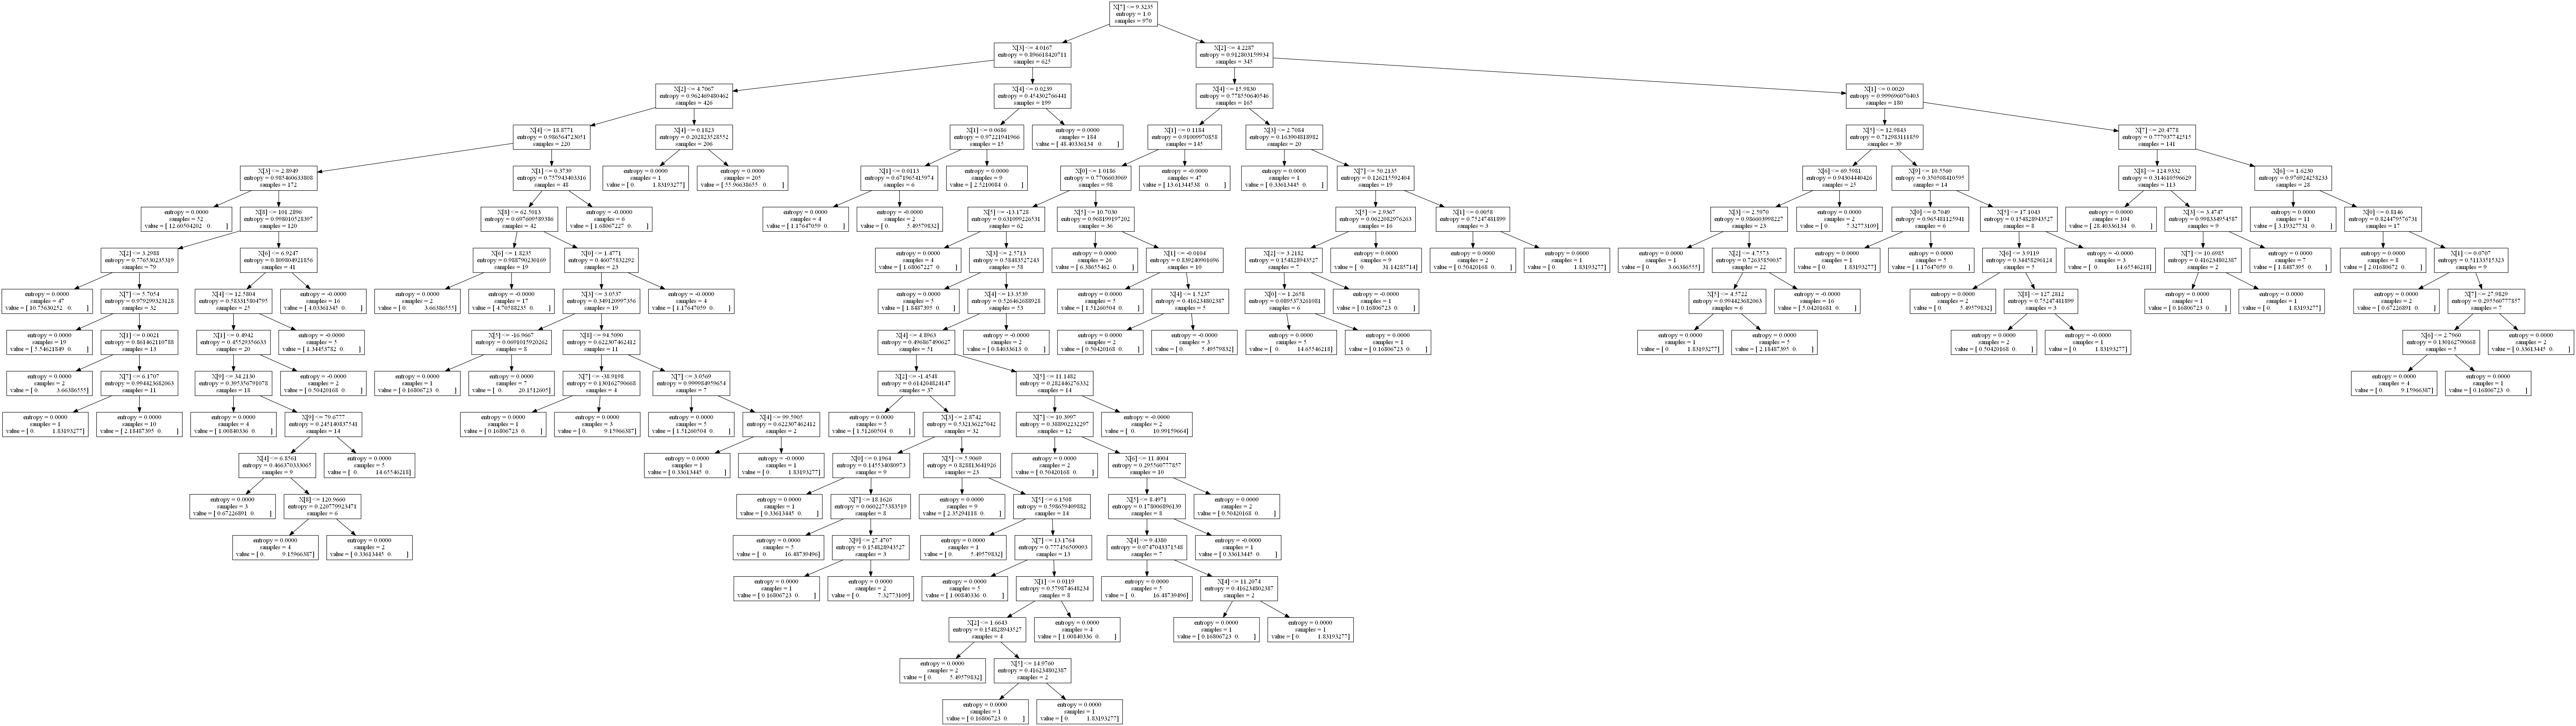 X[7] <= 9.3235
entropy = 1.0
samples = 970
X[3] <= 4.0167
entropy = 0.896618420711
samples = 625
X[2] <= 4.2287
entropy = 0.912803159934
samples = 345
X[2] <= 4.7067
entropy = 0.962469480462
samples = 426
X[4] <= 0.0239
entropy = 0.454302766441
samples = 199
X[4] <= 15.9830
entropy = 0.778550640546
samples = 165
X[1] <= 0.0020
entropy = 0.999696070403
samples = 180
X[4] <= 18.8771
entropy = 0.986564723051
samples = 220
X[4] <= 0.1823
entropy = 0.202823528552
samples = 206
X[1] <= 0.0686
entropy = 0.97221941966
samples = 15
entropy = 0.0000
samples = 184
value = [ 48.40336134 0. ]
X[1] <= 0.1184
entropy = 0.91009970858
samples = 145
X[3] <= 2.7084
entropy = 0.163904818982
samples = 20
X[5] <= 12.9843
entropy = 0.712983111859
samples = 39
X[7] <= 20.4778
entropy = 0.777937742515
samples = 141
X[3] <= 2.8949
entropy = 0.985460633808
samples = 172
X[1] <= 0.3739
entropy = 0.757943403316
samples = 48
entropy = 0.0000
samples = 1
value = [ 0. 1.83193277]
entropy = 0.0000
samples = 205
value = [ 55.96638655 0. ]
X[1] <= 0.0113
entropy = 0.671965415974
samples = 6
entropy = 0.0000
samples = 9
value = [ 2.5210084 0. ]
X[0] <= 1.0186
entropy = 0.7706603969
samples = 98
entropy = -0.0000
samples = 47
value = [ 13.61344538 0. ]
entropy = 0.0000
samples = 1
value = [ 0.33613445 0. ]
X[7] <= 50.2135
entropy = 0.126215592404
samples = 19
X[6] <= 69.5981
entropy = 0.94304440426
samples = 25
X[9] <= 10.5560
entropy = 0.350508410595
samples = 14
X[8] <= 124.9332
entropy = 0.314610596629
samples = 113
X[6] <= 1.6230
entropy = 0.976924258233
samples = 28
entropy = 0.0000
samples = 52
value = [ 12.60504202 0. ]
X[8] <= 101.2896
entropy = 0.998010528397
samples = 120
X[8] <= 62.5013
entropy = 0.697609589386
samples = 42
entropy = -0.0000
samples = 6
value = [ 1.68067227 0. ]
entropy = 0.0000
samples = 4
value = [ 1.17647059 0. ]
entropy = -0.0000
samples = 2
value = [ 0. 5.49579832]
X[5] <= -13.1728
entropy = 0.631099226531
samples = 62
X[5] <= 10.7030
entropy = 0.968199197202
samples = 36
X[5] <= 2.9367
entropy = 0.0622082976263
samples = 16
X[1] <= 0.0058
entropy = 0.75247481899
samples = 3
X[3] <= 2.5970
entropy = 0.986603998227
samples = 23
entropy = 0.0000
samples = 2
value = [ 0. 7.32773109]
X[0] <= 0.7049
entropy = 0.965481125941
samples = 6
X[5] <= 17.1043
entropy = 0.154828943527
samples = 8
entropy = 0.0000
samples = 104
value = [ 28.40336134 0. ]
X[3] <= 3.4747
entropy = 0.998334954587
samples = 9
entropy = 0.0000
samples = 11
value = [ 3.19327731 0. ]
X[0] <= 0.8146
entropy = 0.824479576731
samples = 17
X[2] <= 3.2988
entropy = 0.776530235319
samples = 79
X[6] <= 6.9247
entropy = 0.809804921856
samples = 41
X[6] <= 1.8235
entropy = 0.988790230169
samples = 19
X[0] <= 1.4771
entropy = 0.46075832292
samples = 23
entropy = 0.0000
samples = 4
value = [ 1.68067227 0. ]
X[3] <= 2.5713
entropy = 0.58483527243
samples = 58
entropy = 0.0000
samples = 26
value = [ 6.38655462 0. ]
X[1] <= -0.0104
entropy = 0.839240901696
samples = 10
X[2] <= 3.2182
entropy = 0.154828943527
samples = 7
entropy = 0.0000
samples = 9
value = [ 0. 31.14285714]
entropy = 0.0000
samples = 2
value = [ 0.50420168 0. ]
entropy = 0.0000
samples = 1
value = [ 0. 1.83193277]
entropy = 0.0000
samples = 1
value = [ 0. 3.66386555]
X[2] <= 4.7573
entropy = 0.72635859037
samples = 22
entropy = 0.0000
samples = 1
value = [ 0. 1.83193277]
entropy = 0.0000
samples = 5
value = [ 1.17647059 0. ]
X[6] <= 3.9119
entropy = 0.34458296124
samples = 5
entropy = -0.0000
samples = 3
value = [ 0. 14.65546218]
X[7] <= 10.6985
entropy = 0.416234802387
samples = 2
entropy = 0.0000
samples = 7
value = [ 1.8487395 0. ]
entropy = 0.0000
samples = 8
value = [ 2.01680672 0. ]
X[1] <= 0.0707
entropy = 0.51133515323
samples = 9
entropy = 0.0000
samples = 47
value = [ 10.75630252 0. ]
X[7] <= 5.7054
entropy = 0.979299323128
samples = 32
X[4] <= 12.5804
entropy = 0.583315804795
samples = 25
entropy = -0.0000
samples = 16
value = [ 4.03361345 0. ]
entropy = 0.0000
samples = 2
value = [ 0. 3.66386555]
entropy = -0.0000
samples = 17
value = [ 4.70588235 0. ]
X[3] <= 3.0537
entropy = 0.349120997356
samples = 19
entropy = -0.0000
samples = 4
value = [ 1.17647059 0. ]
entropy = 0.0000
samples = 5
value = [ 1.8487395 0. ]
X[4] <= 13.3539
entropy = 0.526462688928
samples = 53
entropy = 0.0000
samples = 5
value = [ 1.51260504 0. ]
X[4] <= 1.5237
entropy = 0.416234802387
samples = 5
X[0] <= 1.2658
entropy = 0.0895373261081
samples = 6
entropy = -0.0000
samples = 1
value = [ 0.16806723 0. ]
X[5] <= 4.5722
entropy = 0.994423682063
samples = 6
entropy = -0.0000
samples = 16
value = [ 5.04201681 0. ]
entropy = 0.0000
samples = 2
value = [ 0. 5.49579832]
X[8] <= 127.2812
entropy = 0.75247481899
samples = 3
entropy = 0.0000
samples = 1
value = [ 0.16806723 0. ]
entropy = 0.0000
samples = 1
value = [ 0. 1.83193277]
entropy = 0.0000
samples = 2
value = [ 0.67226891 0. ]
X[7] <= 27.9829
entropy = 0.295560777857
samples = 7
entropy = 0.0000
samples = 19
value = [ 5.54621849 0. ]
X[1] <= 0.0021
entropy = 0.861462110788
samples = 13
X[1] <= 0.4942
entropy = 0.45529356633
samples = 20
entropy = -0.0000
samples = 5
value = [ 1.34453782 0. ]
X[5] <= -16.9667
entropy = 0.0691015920262
samples = 8
X[8] <= 94.5090
entropy = 0.622307462412
samples = 11
X[4] <= 4.8963
entropy = 0.496867490627
samples = 51
entropy = -0.0000
samples = 2
value = [ 0.84033613 0. ]
entropy = 0.0000
samples = 2
value = [ 0.50420168 0. ]
entropy = -0.0000
samples = 3
value = [ 0. 5.49579832]
entropy = 0.0000
samples = 5
value = [ 0. 14.65546218]
entropy = 0.0000
samples = 1
value = [ 0.16806723 0. ]
entropy = 0.0000
samples = 1
value = [ 0. 1.83193277]
entropy = 0.0000
samples = 5
value = [ 2.18487395 0. ]
entropy = 0.0000
samples = 2
value = [ 0.50420168 0. ]
entropy = -0.0000
samples = 1
value = [ 0. 1.83193277]
X[6] <= 2.7960
entropy = 0.130162790668
samples = 5
entropy = 0.0000
samples = 2
value = [ 0.33613445 0. ]
entropy = 0.0000
samples = 2
value = [ 0. 3.66386555]
X[7] <= 6.1707
entropy = 0.994423682063
samples = 11
X[9] <= 34.2130
entropy = 0.395356791078
samples = 18
entropy = -0.0000
samples = 2
value = [ 0.50420168 0. ]
entropy = 0.0000
samples = 1
value = [ 0.16806723 0. ]
entropy = 0.0000
samples = 7
value = [ 0. 20.1512605]
X[7] <= -38.9198
entropy = 0.130162790668
samples = 4
X[7] <= 3.0569
entropy = 0.999984959654
samples = 7
X[2] <= -1.4548
entropy = 0.614204824147
samples = 37
X[5] <= 11.1482
entropy = 0.282446276332
samples = 14
entropy = 0.0000
samples = 4
value = [ 0. 9.15966387]
entropy = 0.0000
samples = 1
value = [ 0.16806723 0. ]
entropy = 0.0000
samples = 1
value = [ 0. 1.83193277]
entropy = 0.0000
samples = 10
value = [ 2.18487395 0. ]
entropy = 0.0000
samples = 4
value = [ 1.00840336 0. ]
X[9] <= 79.6777
entropy = 0.245140837541
samples = 14
entropy = 0.0000
samples = 1
value = [ 0.16806723 0. ]
entropy = 0.0000
samples = 3
value = [ 0. 9.15966387]
entropy = 0.0000
samples = 5
value = [ 1.51260504 0. ]
X[4] <= 99.5905
entropy = 0.622307462412
samples = 2
entropy = 0.0000
samples = 5
value = [ 1.51260504 0. ]
X[3] <= 2.8742
entropy = 0.532136227042
samples = 32
X[7] <= 10.3997
entropy = 0.388902232297
samples = 12
entropy = -0.0000
samples = 2
value = [ 0. 10.99159664]
X[4] <= 6.8561
entropy = 0.466370333065
samples = 9
entropy = 0.0000
samples = 5
value = [ 0. 14.65546218]
entropy = 0.0000
samples = 1
value = [ 0.33613445 0. ]
entropy = -0.0000
samples = 1
value = [ 0. 1.83193277]
X[0] <= 0.1964
entropy = 0.145534080973
samples = 9
X[5] <= 5.9069
entropy = 0.828813641926
samples = 23
entropy = 0.0000
samples = 2
value = [ 0.50420168 0. ]
X[6] <= 11.4004
entropy = 0.295560777857
samples = 10
entropy = 0.0000
samples = 3
value = [ 0.67226891 0. ]
X[8] <= 120.9660
entropy = 0.220779923471
samples = 6
entropy = 0.0000
samples = 1
value = [ 0.33613445 0. ]
X[7] <= 18.1626
entropy = 0.0602275383519
samples = 8
entropy = 0.0000
samples = 9
value = [ 2.35294118 0. ]
X[5] <= 6.1508
entropy = 0.598659409882
samples = 14
X[5] <= 8.4971
entropy = 0.178006896139
samples = 8
entropy = 0.0000
samples = 2
value = [ 0.50420168 0. ]
entropy = 0.0000
samples = 4
value = [ 0. 9.15966387]
entropy = 0.0000
samples = 2
value = [ 0.33613445 0. ]
entropy = 0.0000
samples = 5
value = [ 0. 16.48739496]
X[9] <= 27.4707
entropy = 0.154828943527
samples = 3
entropy = 0.0000
samples = 1
value = [ 0. 5.49579832]
X[7] <= 13.1764
entropy = 0.777456509093
samples = 13
X[4] <= 9.4380
entropy = 0.0747043371548
samples = 7
entropy = -0.0000
samples = 1
value = [ 0.33613445 0. ]
entropy = 0.0000
samples = 1
value = [ 0.16806723 0. ]
entropy = 0.0000
samples = 2
value = [ 0. 7.32773109]
entropy = 0.0000
samples = 5
value = [ 1.00840336 0. ]
X[1] <= 0.0119
entropy = 0.579874648234
samples = 8
entropy = 0.0000
samples = 5
value = [ 0. 16.48739496]
X[4] <= 11.2074
entropy = 0.416234802387
samples = 2
X[2] <= 1.6643
entropy = 0.154828943527
samples = 4
entropy = 0.0000
samples = 4
value = [ 1.00840336 0. ]
entropy = 0.0000
samples = 1
value = [ 0.16806723 0. ]
entropy = 0.0000
samples = 1
value = [ 0. 1.83193277]
entropy = 0.0000
samples = 2
value = [ 0. 5.49579832]
X[5] <= 14.9760
entropy = 0.416234802387
samples = 2
entropy = 0.0000
samples = 1
value = [ 0.16806723 0. ]
entropy = 0.0000
samples = 1
value = [ 0. 1.83193277]